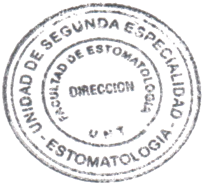 UNIDAD DE SEGUNDA ESPECIALIDAD
- ESTOMATOLOGIA -
FACULTAD DE ESTOMATOLOGIA
DIRECCION
U N T